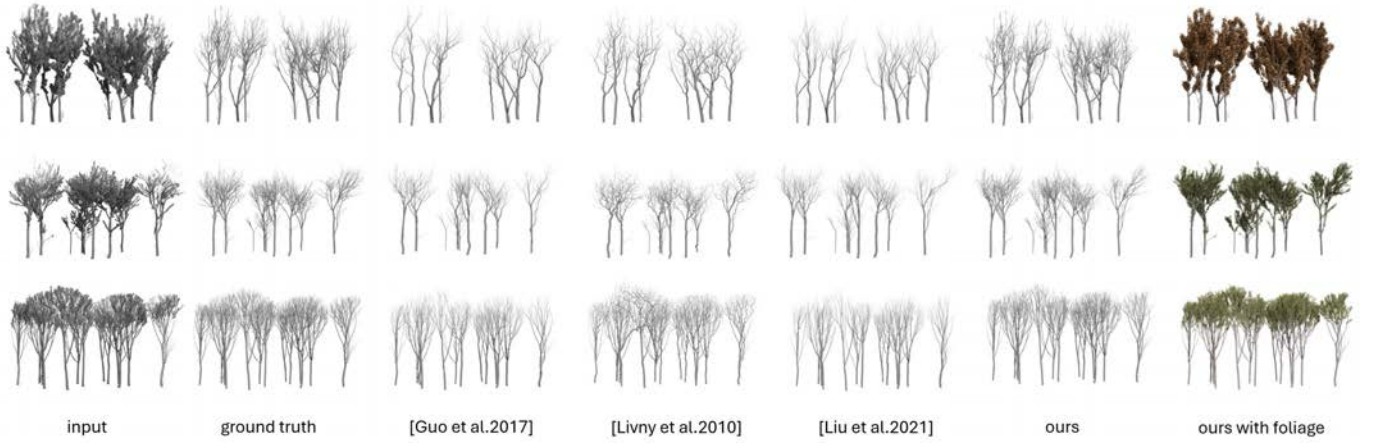 input ground truth [Guo et al.2017] [Livny et al.2010] [Liu et al.2021] ours ours with foliage